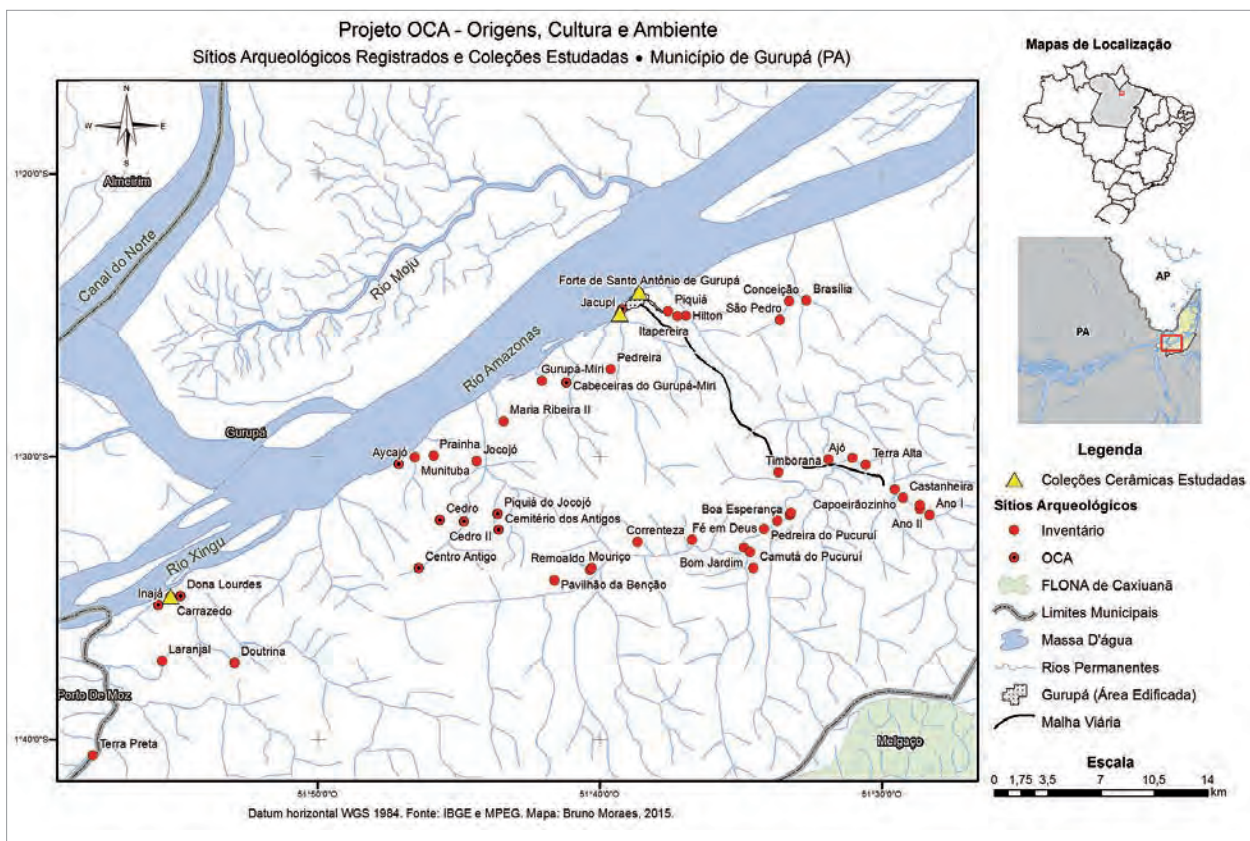 Projeto OCA - Origens, Cultura e Ambiente
Sítios Arqueológicos Registrados e Coleções Estudadas • Município de Gurupá (PA)
N
W
E
S
1°20'0"S
1°30'0"S
1°40'0"S
Almeirim
Canal do Norte
Rio Moju
Rio Amazonas
Gurupá
Rio Xingu
Porto De Moz
Melgaço
Forte de Santo Antônio de Gurupá
Jacupi
Piquiá
Hilton
Itapereira
Conceição
Brasília
São Pedro
Pedreira
Gurupá-Miri
Cabeceiras do Gurupá-Miri
Maria Ribeira II
Aycajó
Prainha
Munituba
Jocojó
Timborana
Ajó
Terra Alta
Castanheira
Capoeirãozinho
Ano I
Ano II
Boa Esperança
Piquiá do Jocojó
Cedro
Cemitério dos Antigos
Cedro II
Correnteza
Fé em Deus
Pedreira do Pucuruí
Centro Antigo
Remoaldo
Mouriço
Bom Jardim
Camutá do Pucuruí
Pavilhão da Benção
Dona Lourdes
Inajá
Carrazedo
Laranjal
Doutrina
Terra Preta
51°50'0"O
51°40'0"O
51°30'0"O
Datum horizontal WGS 1984. Fonte: IBGE e MPEG. Mapa: Bruno Moraes, 2015.
Mapas de Localização
AP
PA
Legenda
Coleções Cerâmicas Estudadas
Sítios Arqueológicos
Inventário
OCA
FLONA de Caxiuanã
Limites Municipais
Massa D'água
Rios Permanentes
Gurupá (Área Edificada)
Malha Viária
Escala
0 1,75 3,5 7 10,5 14
km